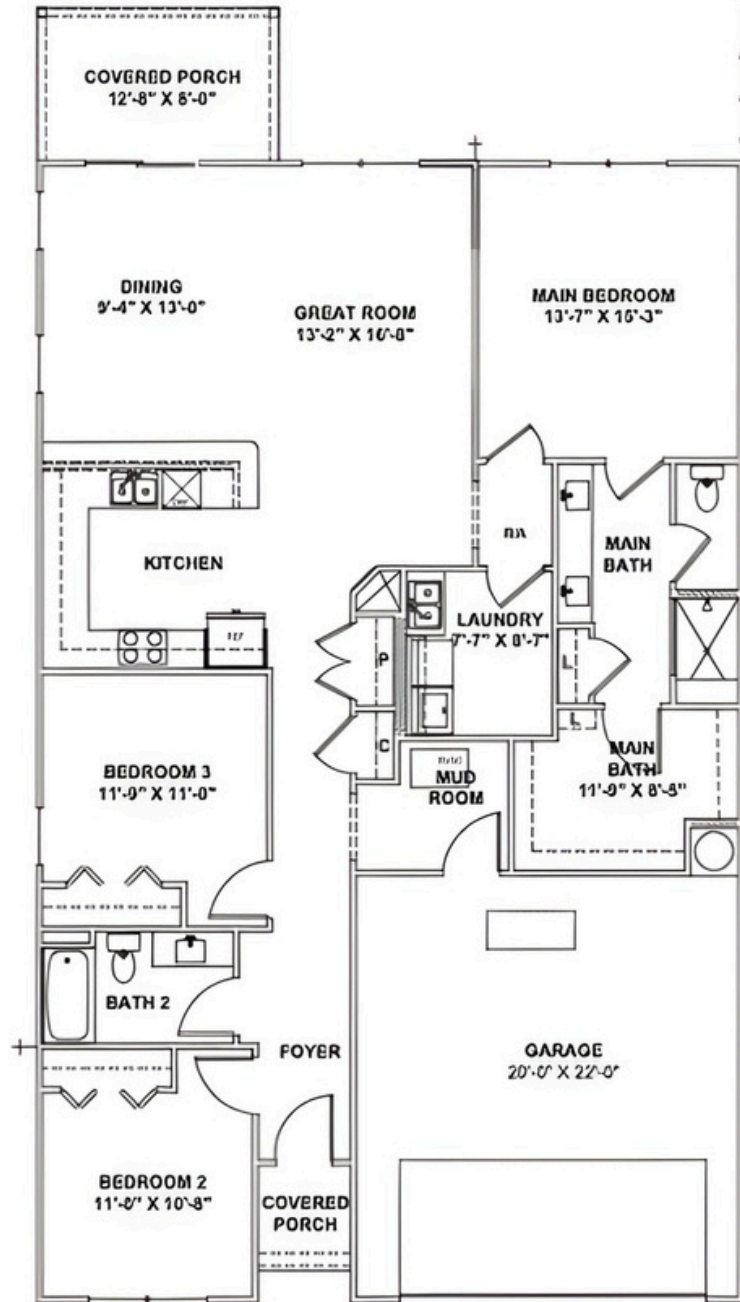 COVERED PORCH
12'-8" X 8'-0"
DINING
9'-4" X 13'-0"
GREAT ROOM
13'-2" X 16'-8"
MAIN BEDROOM
13'-7" X 15'-3"
KITCHEN
MAIN
BATH
LAUNDRY
7'-7" X 8'-7"
P
L
C
L
BEDROOM 3
11'-9" X 11'-0"
MUD
ROOM
MAIN
BATH
11'-9" X 8'-8"
BATH 2
FOYER
GARAGE
20'-0" X 22'-0"
BEDROOM 2
11'-0" X 10'-8"
COVERED
PORCH